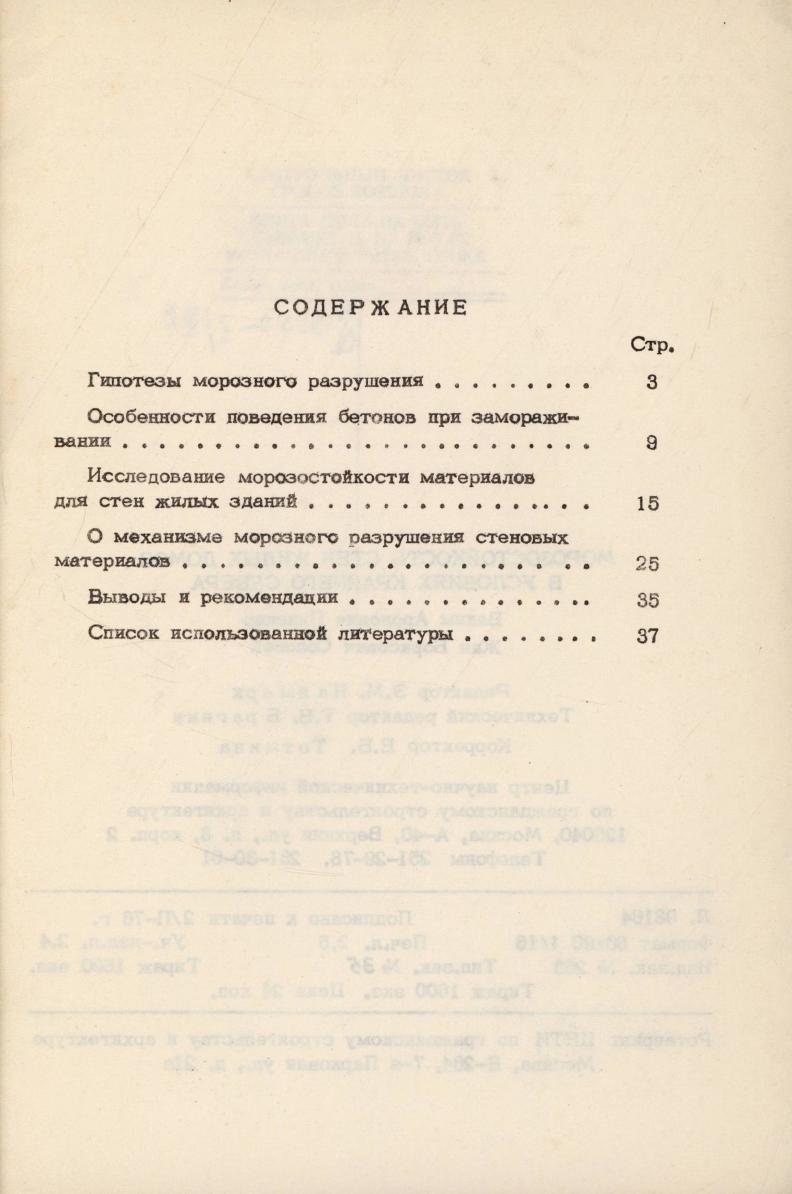 СОДЕРЖАНИЕ
Стр.
Гипотезы морозного разрушения . . . . . . . . . 3
Особенности поведения бетонов при заморажи-
вании . . . . . . . . . . . . . . . . . . . . . . . . . . 9
Исследование морозостойкости материалов
для стен жилых зданий . . . . . . . . . . . . . . . 15
О механизме морозного разрушения стеновых
материалов . . . . . . . . . . . . . . . . . . . . . . 25
Выводы и рекомендации . . . . . . . . . . . . . 35
Список использованной литературы . . . . . . . . 37